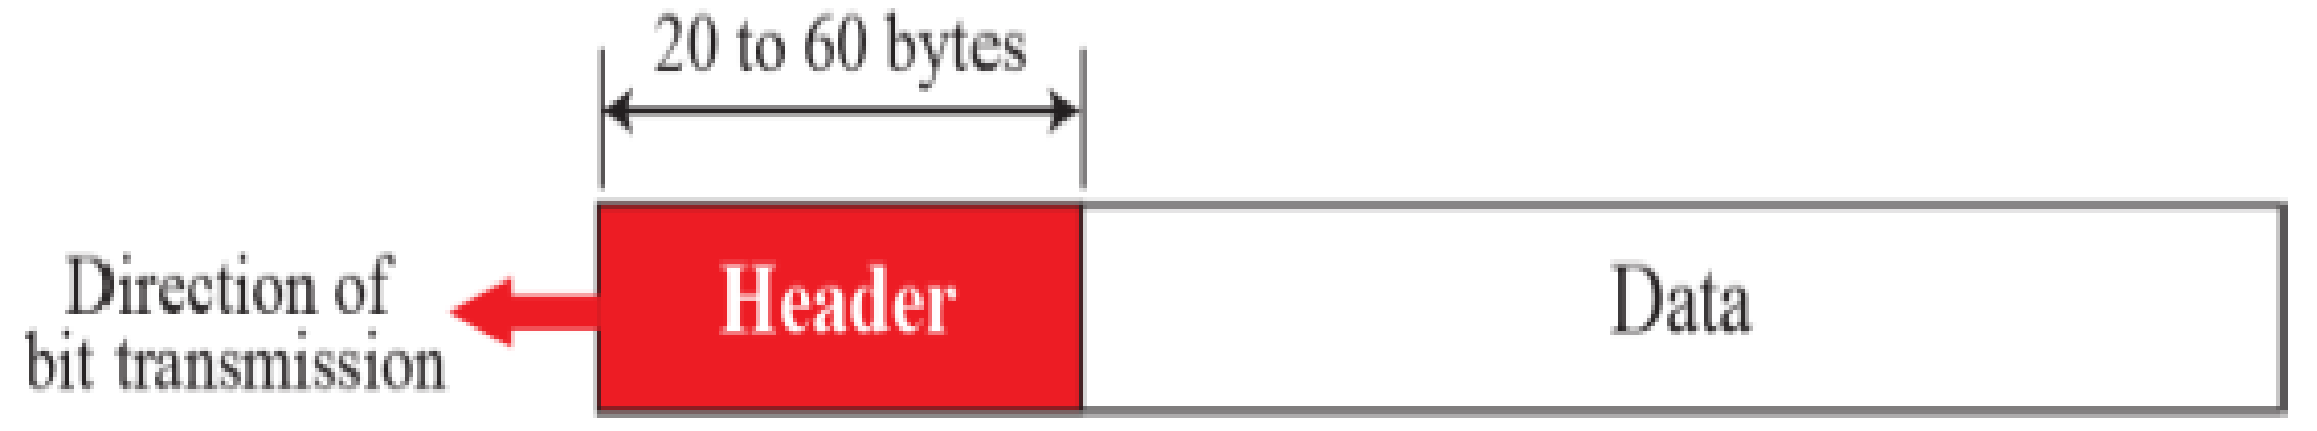 20 to 60 bytes
Direction of
bit transmission
Header
Data